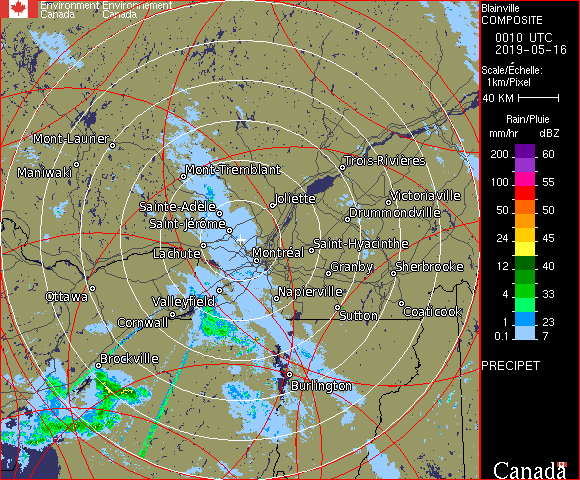 Environment Environnement
Canada Canada
Blainville
COMPOSITE
0010 UTC
2019-05-16
Scale/Échelle:
1km/Pixel
40 KM
Rain/Pluie
mm/hr dBZ
200 60
100 55
50 50
24 45
12 40
4 33
1 23
0.1 7
PRECIPET
Canada
Mont-Laurier
Maniwaki
Mont-Tremblant
Trois-Rivières
Sainte-Adèle
Joliette
Victoriaville
Saint-Jérôme
Drummondville
Lachute
Montréal
Saint-Hyacinthe
Granby
Sherbrooke
Ottawa
Valleyfield
Napierville
Cornwall
Sutton
Coaticook
Brockville
Burlington